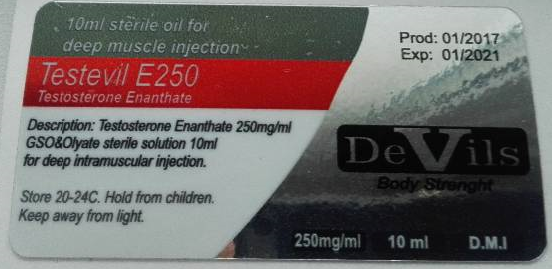 10ml sterile oil for
deep muscle injection
Testevil E250
Testosterone Enanthate
Description: Testosterone Enanthate 250mg/ml
GSO&Olyate sterile solution 10ml
for deep intramuscular injection.
Store 20-24C. Hold from children.
Keep away from light.
Prod: 01/2017
Exp: 01/2021
DeVils
Body Strenght
250mg/ml 10 ml D.M.I